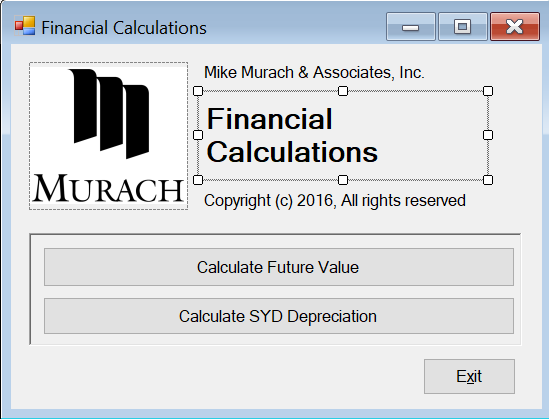 Financial Calculations
Mike Murach & Associates, Inc.
Financial
Calculations
MURACH
Copyright (c) 2016, All rights reserved
Calculate Future Value
Calculate SYD Depreciation
Exit